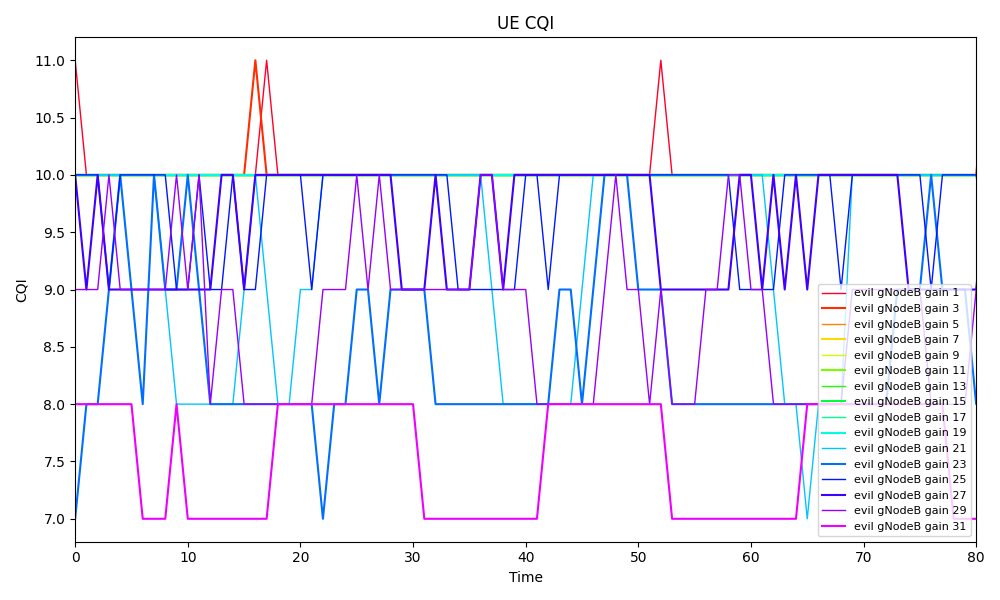 UE CQI
11.0
10.5
10.0
9.5
9.0
8.5
8.0
7.5
7.0
CQI
0
10
20
30
40
50
60
70
80
Time
evil gNodeB gain 1
evil gNodeB gain 3
evil gNodeB gain 5
evil gNodeB gain 7
evil gNodeB gain 9
evil gNodeB gain 11
evil gNodeB gain 13
evil gNodeB gain 15
evil gNodeB gain 17
evil gNodeB gain 19
evil gNodeB gain 21
evil gNodeB gain 23
evil gNodeB gain 25
evil gNodeB gain 27
evil gNodeB gain 29
evil gNodeB gain 31